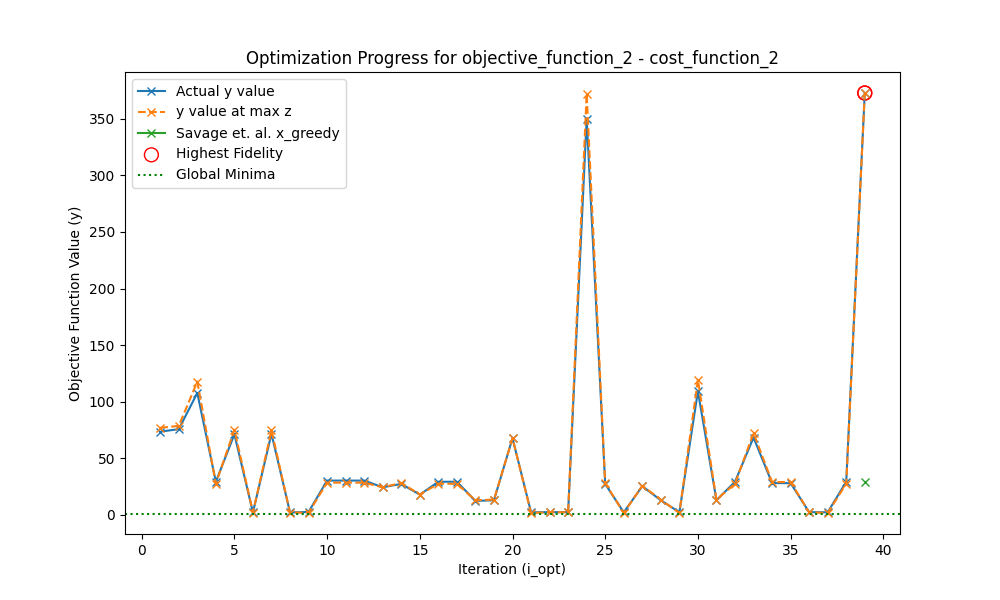 Optimization Progress for objective_function_2 - cost_function_2
Actual y value
y value at max z
Savage et. al. x_greedy
Highest Fidelity
Global Minima
Objective Function Value (y)
350
300
250
200
150
100
50
0
0 5 10 15 20 25 30 35 40
Iteration (i_opt)